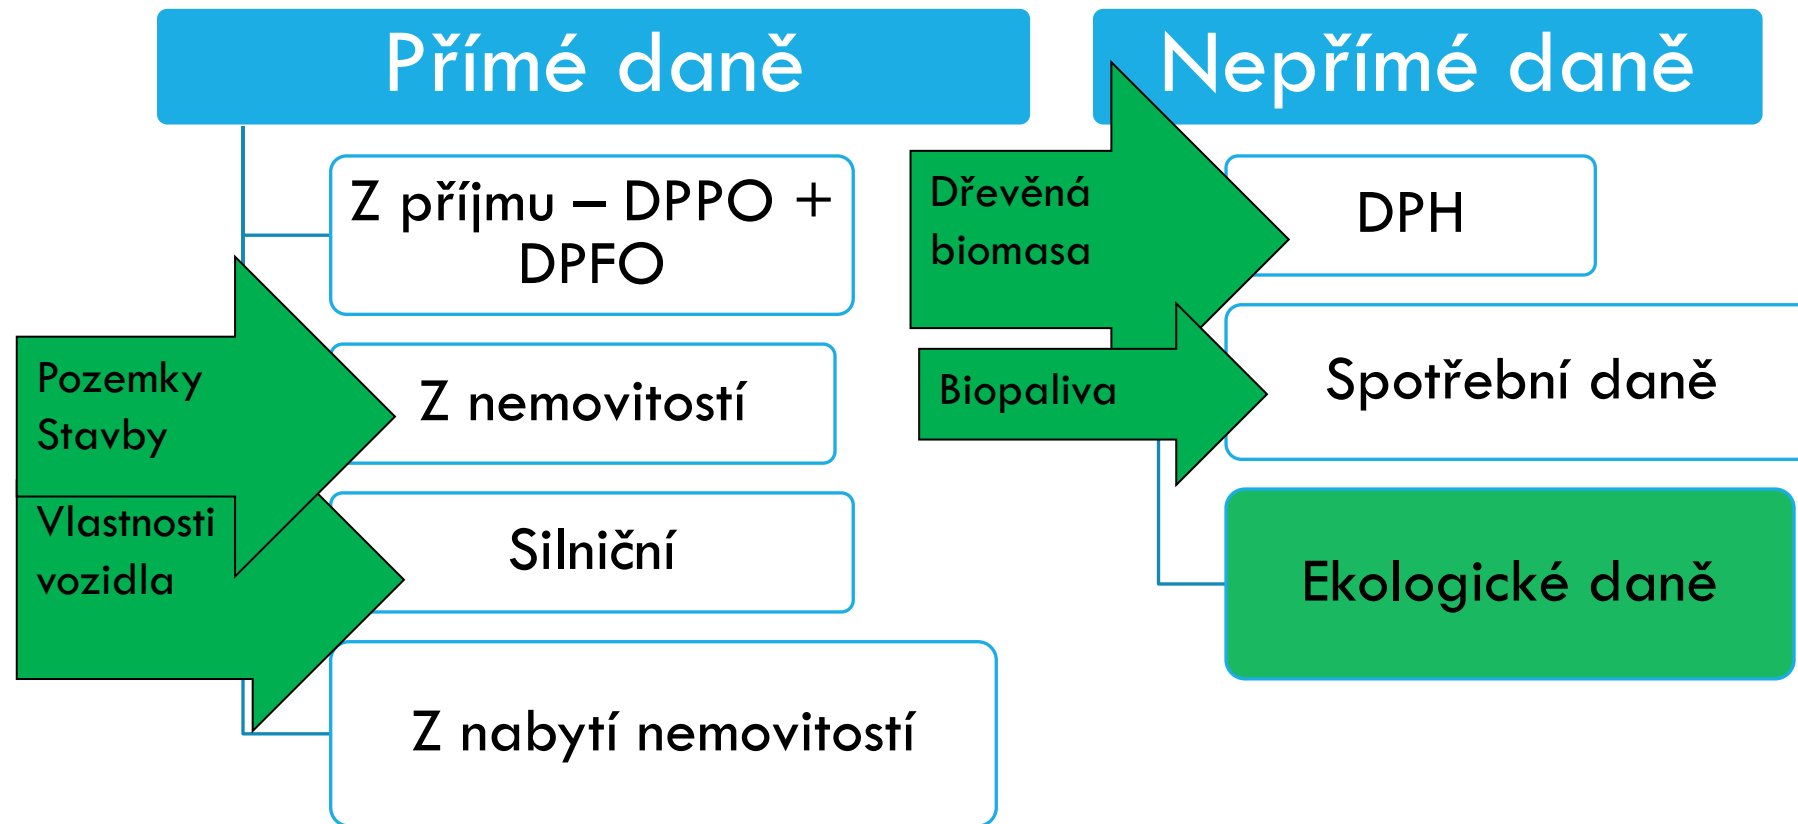 Přímé daně
Z příjmu – DPPO +
DPFO
Pozemky
Stavby
Z nemovitostí
Vlastnosti
vozidla
Silniční
Z nabytí nemovitostí
Nepřímé daně
Dřevěná
biomasa
DPH
Biopaliva
Spotřební daně
Ekologické daně